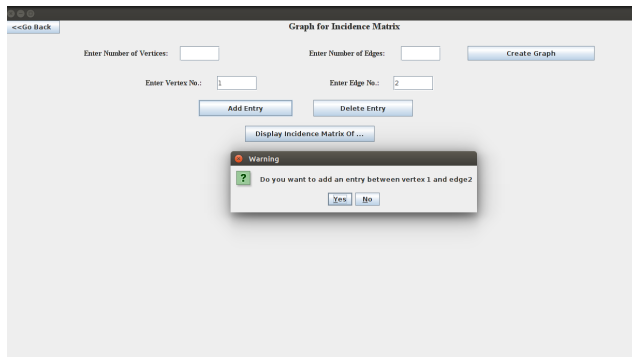 <<Go Back
Graph for Incidence Matrix
Enter Number of Vertices: Enter Number of Edges: Create Graph
Enter Vertex No.: 1 Enter Edge No.: 2
Add Entry Delete Entry
Display Incidence Matrix Of ...
Warning
? Do you want to add an entry between vertex 1 and edge2
Yes No